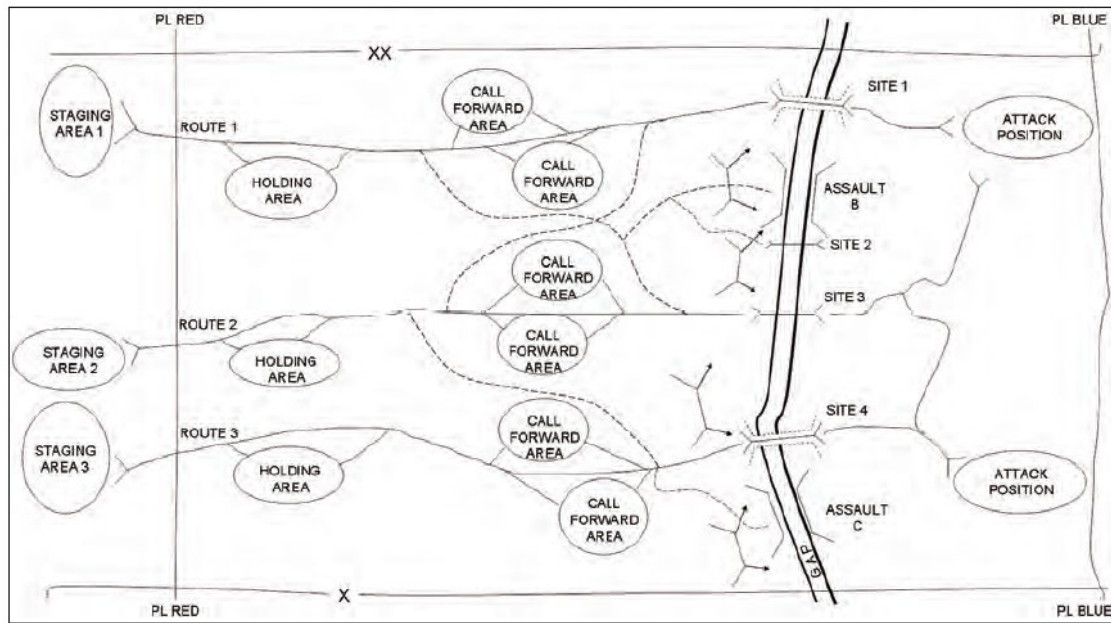 PL RED
PL BLUE
XX
STAGING
AREA 1
ROUTE 1
HOLDING
AREA
CALL
FORWARD
AREA
CALL
FORWARD
AREA
SITE 1
ATTACK
POSITION
ASSAULT
B
SITE 2
CALL
FORWARD
AREA
SITE 3
STAGING
AREA 2
ROUTE 2
HOLDING
AREA
CALL
FORWARD
AREA
STAGING
AREA 3
ROUTE 3
HOLDING
AREA
CALL
FORWARD
AREA
CALL
FORWARD
AREA
SITE 4
ATTACK
POSITION
ASSAULT
C
GAP
X
PL RED
PL BLUE